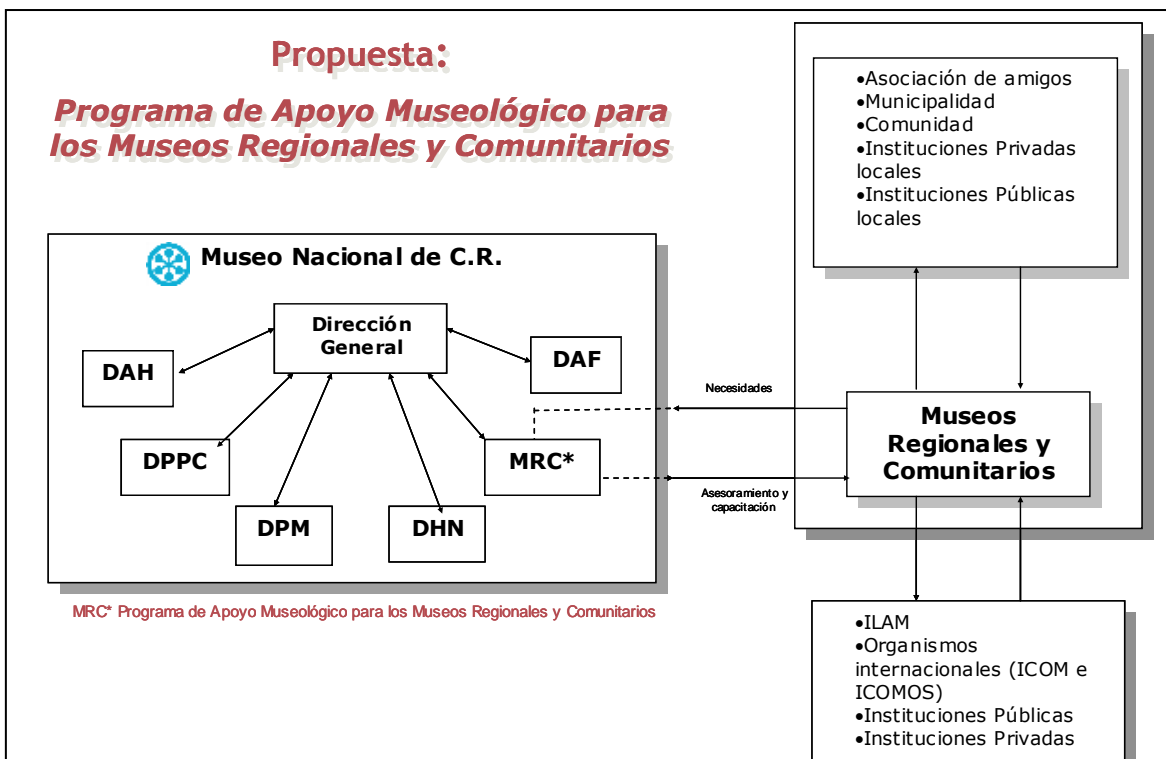 Propuesta:
Programa de Apoyo Museológico para
los Museos Regionales y Comunitarios
Museo Nacional de C.R.
Dirección
General
DAH
DAF
DPPC
MRC*
DPM
DHN
MRC* Programa de Apoyo Museológico para los Museos Regionales y Comunitarios
Necesidades
Asesoramiento y
capacitación
•Asociación de amigos
•Municipalidad
•Comunidad
•Instituciones Privadas
locales
•Instituciones Públicas
locales
Museos
Regionales y
Comunitarios
•ILAM
•Organismos
internacionales (ICOM e
ICOMOS)
•Instituciones Públicas
•Instituciones Privadas